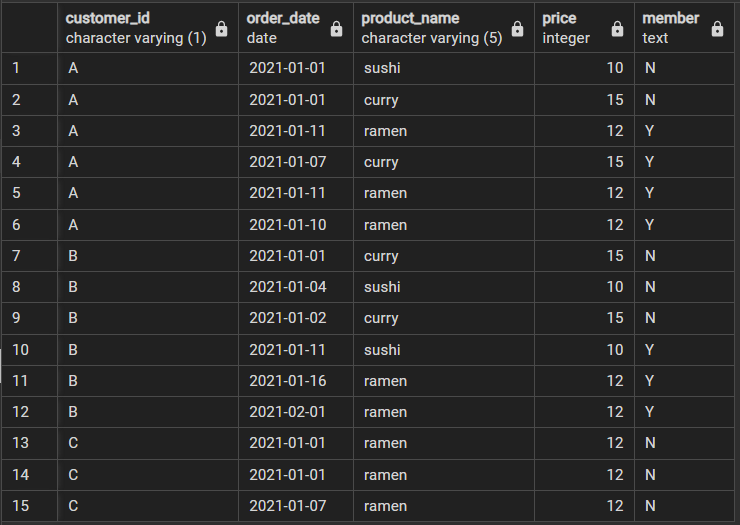 customer_id order_date product_name price member
character varying (1) date character varying (5) integer text
1 A 2021-01-01 sushi 10 N
2 A 2021-01-01 curry 15 N
3 A 2021-01-11 ramen 12 Y
4 A 2021-01-07 curry 15 Y
5 A 2021-01-11 ramen 12 Y
6 A 2021-01-10 ramen 12 Y
7 B 2021-01-01 curry 15 N
8 B 2021-01-04 sushi 10 N
9 B 2021-01-02 curry 15 N
10 B 2021-01-11 sushi 10 Y
11 B 2021-01-16 ramen 12 Y
12 B 2021-02-01 ramen 12 Y
13 C 2021-01-01 ramen 12 N
14 C 2021-01-01 ramen 12 N
15 C 2021-01-07 ramen 12 N